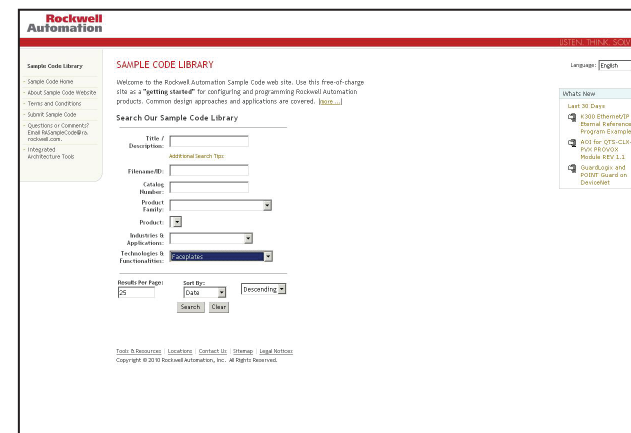 Rockwell
Automation
LISTEN. THINK. SOLV
Sample Code Library
Sample Code Home
About Sample Code Website
Terms and Conditions
Submit Sample Code
Questions or Comments?
Email RASampleCode@ra.
rockwell.com.
Integrated
Architecture Tools
SAMPLE CODE LIBRARY
Welcome to the Rockwell Automation Sample Code web site. Use this free-of-charge
site as a "getting started" for configuring and programming Rockwell Automation
products. Common design approaches and applications are covered. [more ...]
Search Our Sample Code Library
Title /
Description:
Additional Search Tips
Filename/ID:
Catalog
Number:
Product
Family:
Product:
Industries &
Applications:
Technologies &
Functionalities:
Faceplates
Results Per Page:
25
Sort By:
Date
Descending
Search
Clear
Tools & Resources | Locations | Contact Us | Sitemap | Legal Notices
Copyright © 2010 Rockwell Automation, Inc. All Rights Reserved.
Language:
English
Whats New
Last 30 Days
K300 Ethernet/IP
Eternal Reference
Program Example
AOI for QTS-CLX-
PVX PROVOX
Module REV 1.1
GuardLogix and
POINT Guard on
DeviceNet